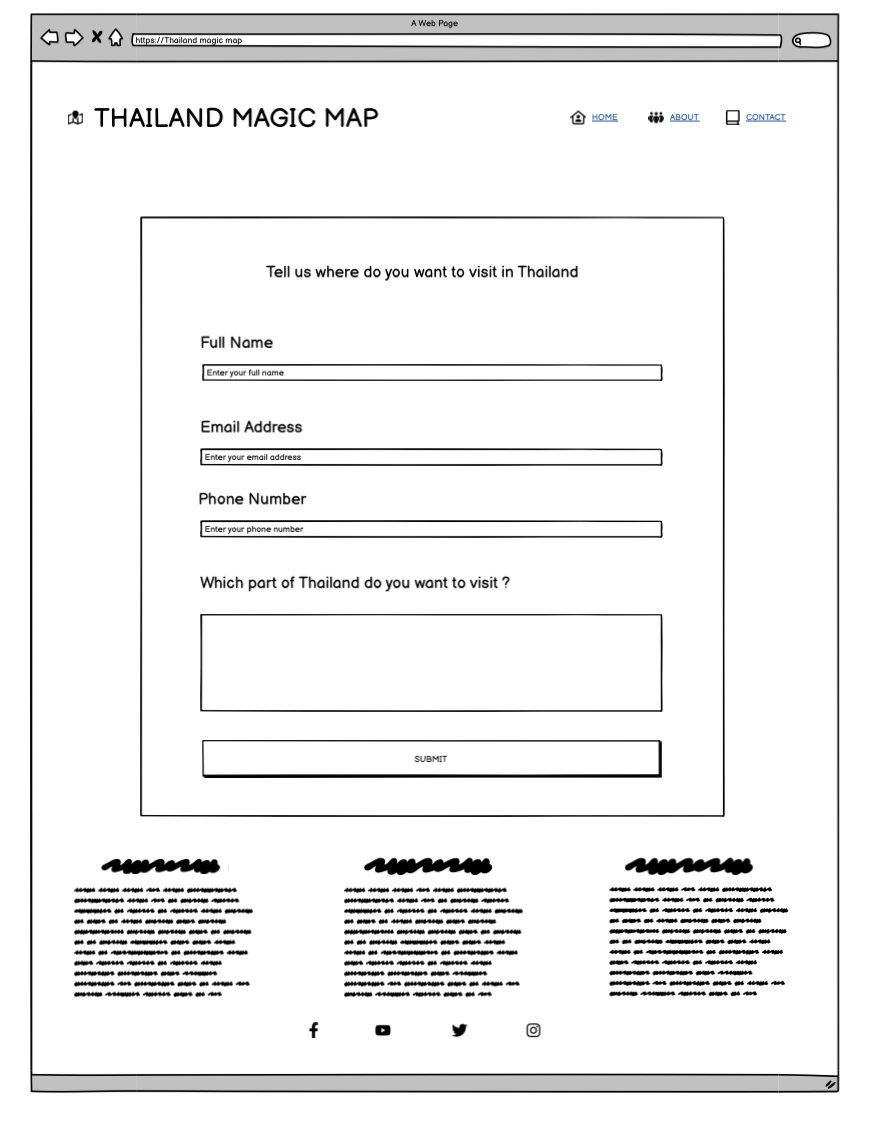 A Web Page
https://Thailand magic map
THAILAND MAGIC MAP
HOME
ABOUT
CONTACT
Tell us where do you want to visit in Thailand
Full Name
Enter your full name
Email Address
Enter your email address
Phone Number
Enter your phone number
Which part of Thailand do you want to visit ?
SUBMIT